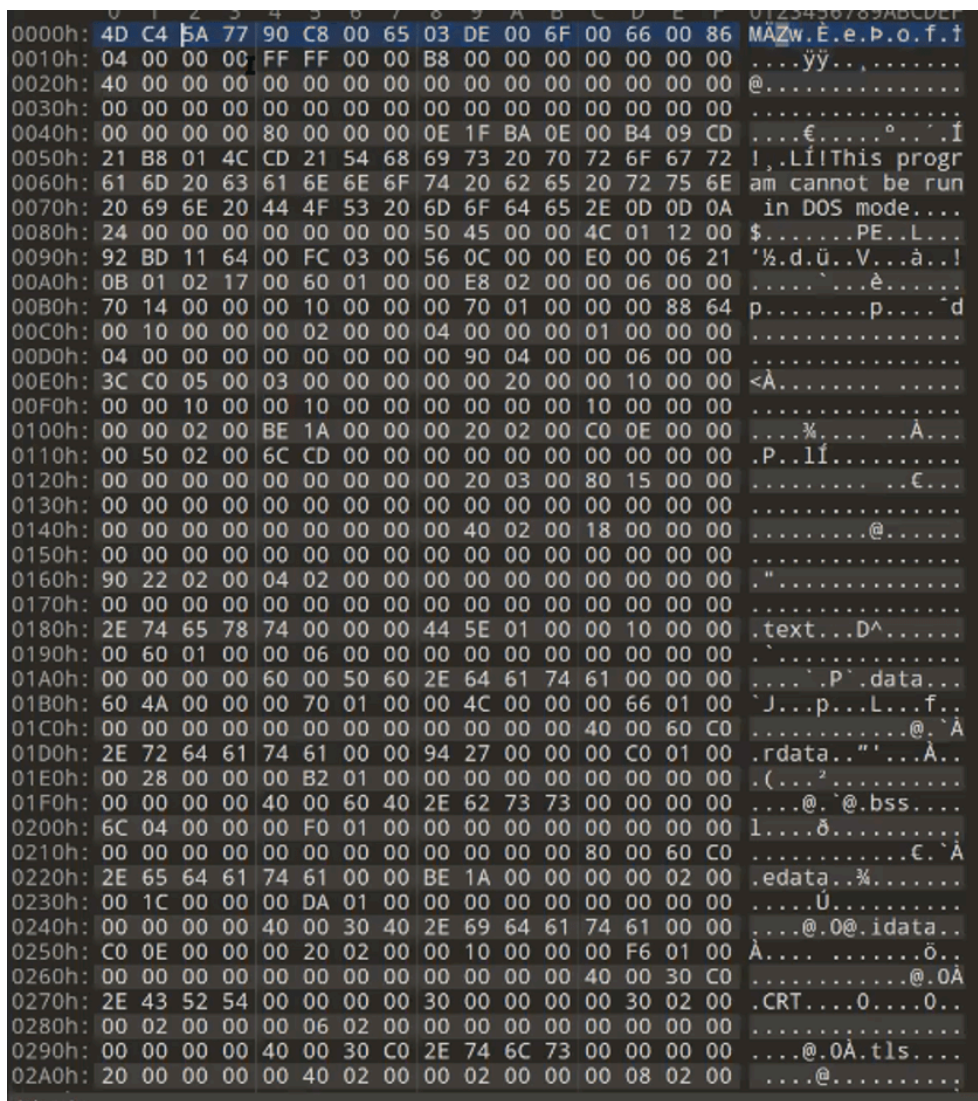 0 1 2 3 4 5 6 7 8 9 A B C D E F 0123456789ABCDEF
0000h: 4D C4 5A 77 90 C8 00 65 03 DE 00 6F 00 66 00 86 MÄZw.È.e.Þ.o.f.†
0010h: 04 00 00 00 FF FF 00 00 B8 00 00 00 00 00 00 00 ....ÿÿ..¸.......
0020h: 40 00 00 00 00 00 00 00 00 00 00 00 00 00 00 00 @...............
0030h: 00 00 00 00 00 00 00 00 00 00 00 00 00 00 00 00 ................
0040h: 00 00 00 00 80 00 00 00 0E 1F BA 0E 00 B4 09 CD ....€.....º..´.Í
0050h: 21 B8 01 4C CD 21 54 68 69 73 20 70 72 6F 67 72 !¸.LÍ!This progr
0060h: 61 6D 20 63 61 6E 6E 6F 74 20 62 65 20 72 75 6E am cannot be run
0070h: 20 69 6E 20 44 4F 53 20 6D 6F 64 65 2E 0D 0D 0A in DOS mode....
0080h: 24 00 00 00 00 00 00 00 50 45 00 00 4C 01 12 00 $.......PE..L...
0090h: 92 BD 11 64 00 FC 03 00 56 0C 00 00 E0 00 06 21 '½.d.ü..V...à..!
00A0h: 0B 01 02 17 00 60 01 00 00 E8 02 00 00 06 00 00 .....`...è......
00B0h: 70 14 00 00 00 10 00 00 00 70 01 00 00 00 88 64 p........p....ˆd
00C0h: 00 10 00 00 00 02 00 00 04 00 00 00 01 00 00 00 ................
00D0h: 04 00 00 00 00 00 00 00 00 90 04 00 00 06 00 00 ................
00E0h: 3C C0 05 00 03 00 00 00 00 00 20 00 00 10 00 00 <À........ .....
00F0h: 00 00 10 00 00 10 00 00 00 00 00 00 10 00 00 00 ................
0100h: 00 00 02 00 BE 1A 00 00 00 20 02 00 C0 0E 00 00 ....¾.... ..À...
0110h: 00 50 02 00 6C CD 00 00 00 00 00 00 00 00 00 00 .P..lÍ..........
0120h: 00 00 00 00 00 00 00 00 00 20 03 00 80 15 00 00 ......... ..€...
0130h: 00 00 00 00 00 00 00 00 00 00 00 00 00 00 00 00 ................
0140h: 00 00 00 00 00 00 00 00 00 40 02 00 18 00 00 00 .........@......
0150h: 00 00 00 00 00 00 00 00 00 00 00 00 00 00 00 00 ................
0160h: 90 22 02 00 04 02 00 00 00 00 00 00 00 00 00 00 ."..............
0170h: 00 00 00 00 00 00 00 00 00 00 00 00 00 00 00 00 ................
0180h: 2E 74 65 78 74 00 00 00 44 5E 01 00 00 10 00 00 .text...D^......
0190h: 00 60 01 00 00 06 00 00 00 00 00 00 00 00 00 00 .`..............
01A0h: 00 00 00 00 60 00 50 60 2E 64 61 74 61 00 00 00 ....`.P`.data...
01B0h: 60 4A 00 00 00 70 01 00 00 4C 00 00 00 66 01 00 `J...p...L...f..
01C0h: 00 00 00 00 00 00 00 00 00 00 00 00 40 00 60 C0 ............@.`À
01D0h: 2E 72 64 61 74 61 00 00 94 27 00 00 00 C0 01 00 .rdata..”'...À..
01E0h: 00 28 00 00 00 B2 01 00 00 00 00 00 00 00 00 00 .(...²..........
01F0h: 00 00 00 00 40 00 60 40 2E 62 73 73 00 00 00 00 ....@.`@.bss....
0200h: 6C 04 00 00 00 F0 01 00 00 00 00 00 00 00 00 00 l....ð..........
0210h: 00 00 00 00 00 00 00 00 00 00 00 00 80 00 60 C0 ............€.`À
0220h: 2E 65 64 61 74 61 00 00 BE 1A 00 00 00 00 02 00 .edata..¾.......
0230h: 00 1C 00 00 00 DA 01 00 00 00 00 00 00 00 00 00 .....Ú..........
0240h: 00 00 00 00 40 00 30 40 2E 69 64 61 74 61 00 00 ....@.0@.idata..
0250h: C0 0E 00 00 00 20 02 00 00 10 00 00 00 F6 01 00 À.... .......ö..
0260h: 00 00 00 00 00 00 00 00 00 00 00 00 40 00 30 C0 ............@.0À
0270h: 2E 43 52 54 00 00 00 00 30 00 00 00 00 30 02 00 .CRT....0....0..
0280h: 00 02 00 00 00 06 02 00 00 00 00 00 00 00 00 00 ................
0290h: 00 00 00 00 40 00 30 C0 2E 74 6C 73 00 00 00 00 ....@.0À.tls....
02A0h: 20 00 00 00 00 40 02 00 00 02 00 00 00 08 02 00 ....@..........